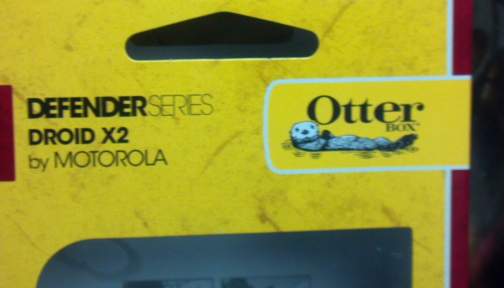 DEFENDERSERIES
DROID X2
by MOTOROLA
Otter
BOX